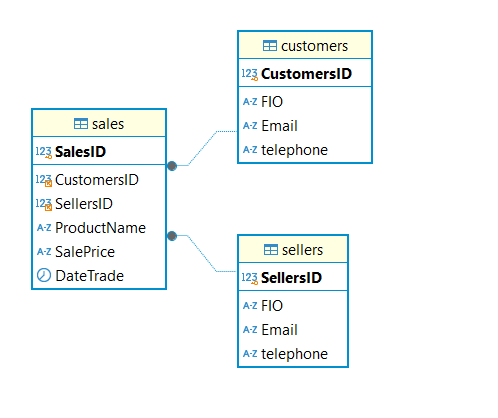 customers
123 CustomersID
A-Z FIO
A-Z Email
A-Z telephone
sales
123 SalesID
123 CustomersID
123 SellersID
A-Z ProductName
A-Z SalePrice
DateTrade
sellers
123 SellersID
A-Z FIO
A-Z Email
A-Z telephone